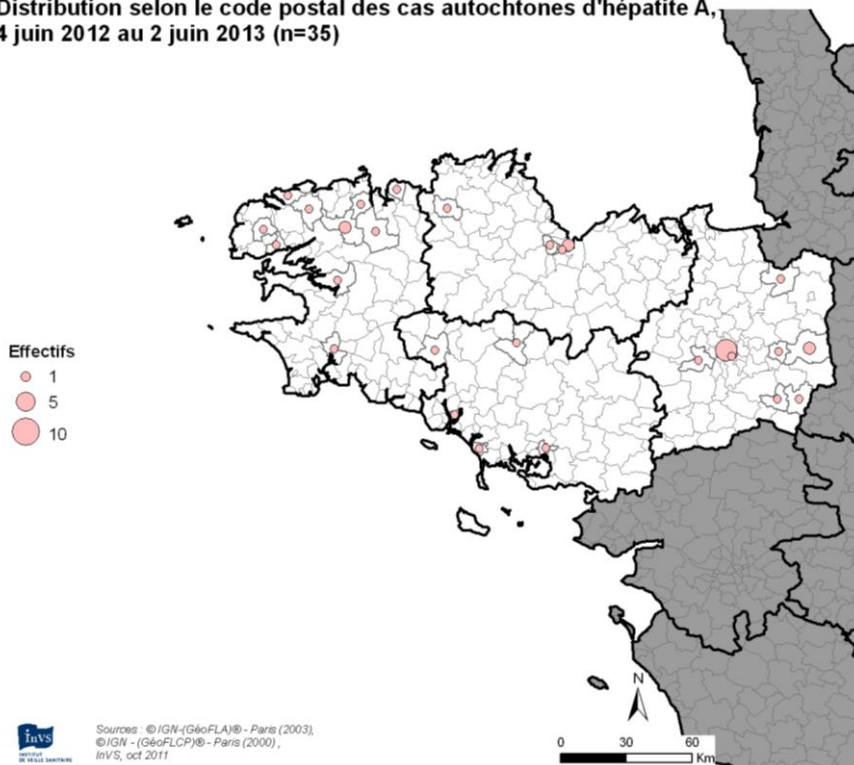 Distribution selon le code postal des cas autochtones d'hépatite A,
4 juin 2012 au 2 juin 2013 (n=35)
Effectifs
1
5
10
N
0 30 60
Km
InVS
INSTITUT
DE VEILLE SANITAIRE
Sources : © IGN-(GéoFLA)® - Paris (2003),
© IGN - (GéoFLCP)® - Paris (2000) ,
InVS, oct 2011